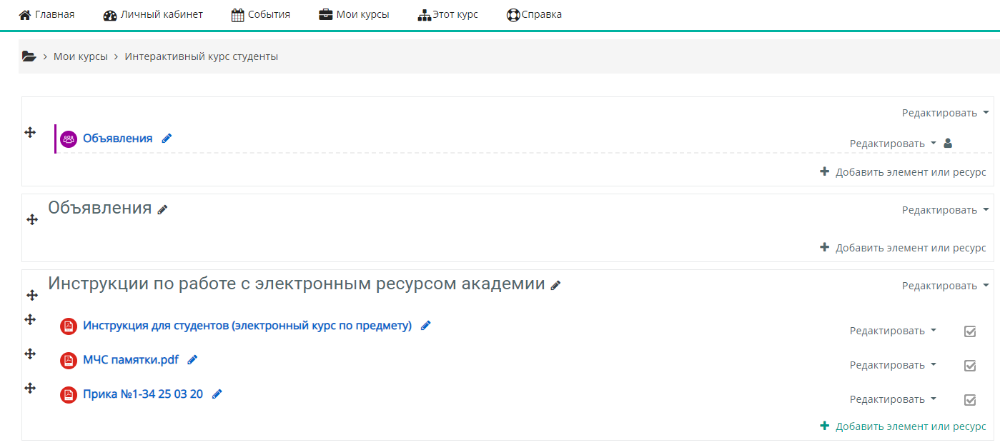 Главная Личный кабинет События Мои курсы Этот курс Справка
Мои курсы > Интерактивный курс студенты
Редактировать
Объявления
Редактировать
Добавить элемент или ресурс
Объявления
Редактировать
Добавить элемент или ресурс
Инструкции по работе с электронным ресурсом академии
Редактировать
Инструкция для студентов (электронный курс по предмету)
Редактировать
МЧС памятки.pdf
Редактировать
Прика №1-34 25 03 20
Редактировать
Добавить элемент или ресурс